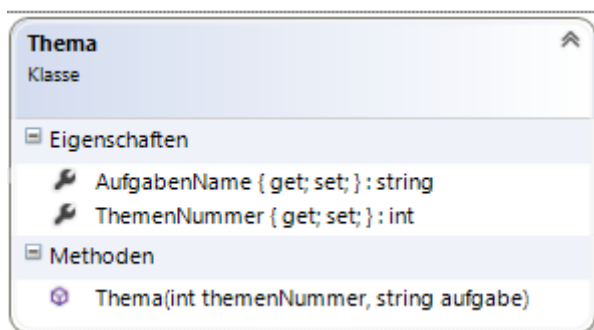 Thema
Klasse
Eigenschaften
AufgabenName { get; set; } : string
ThemenNummer { get; set; } : int
Methoden
Thema(int themenNummer, string aufgabe)